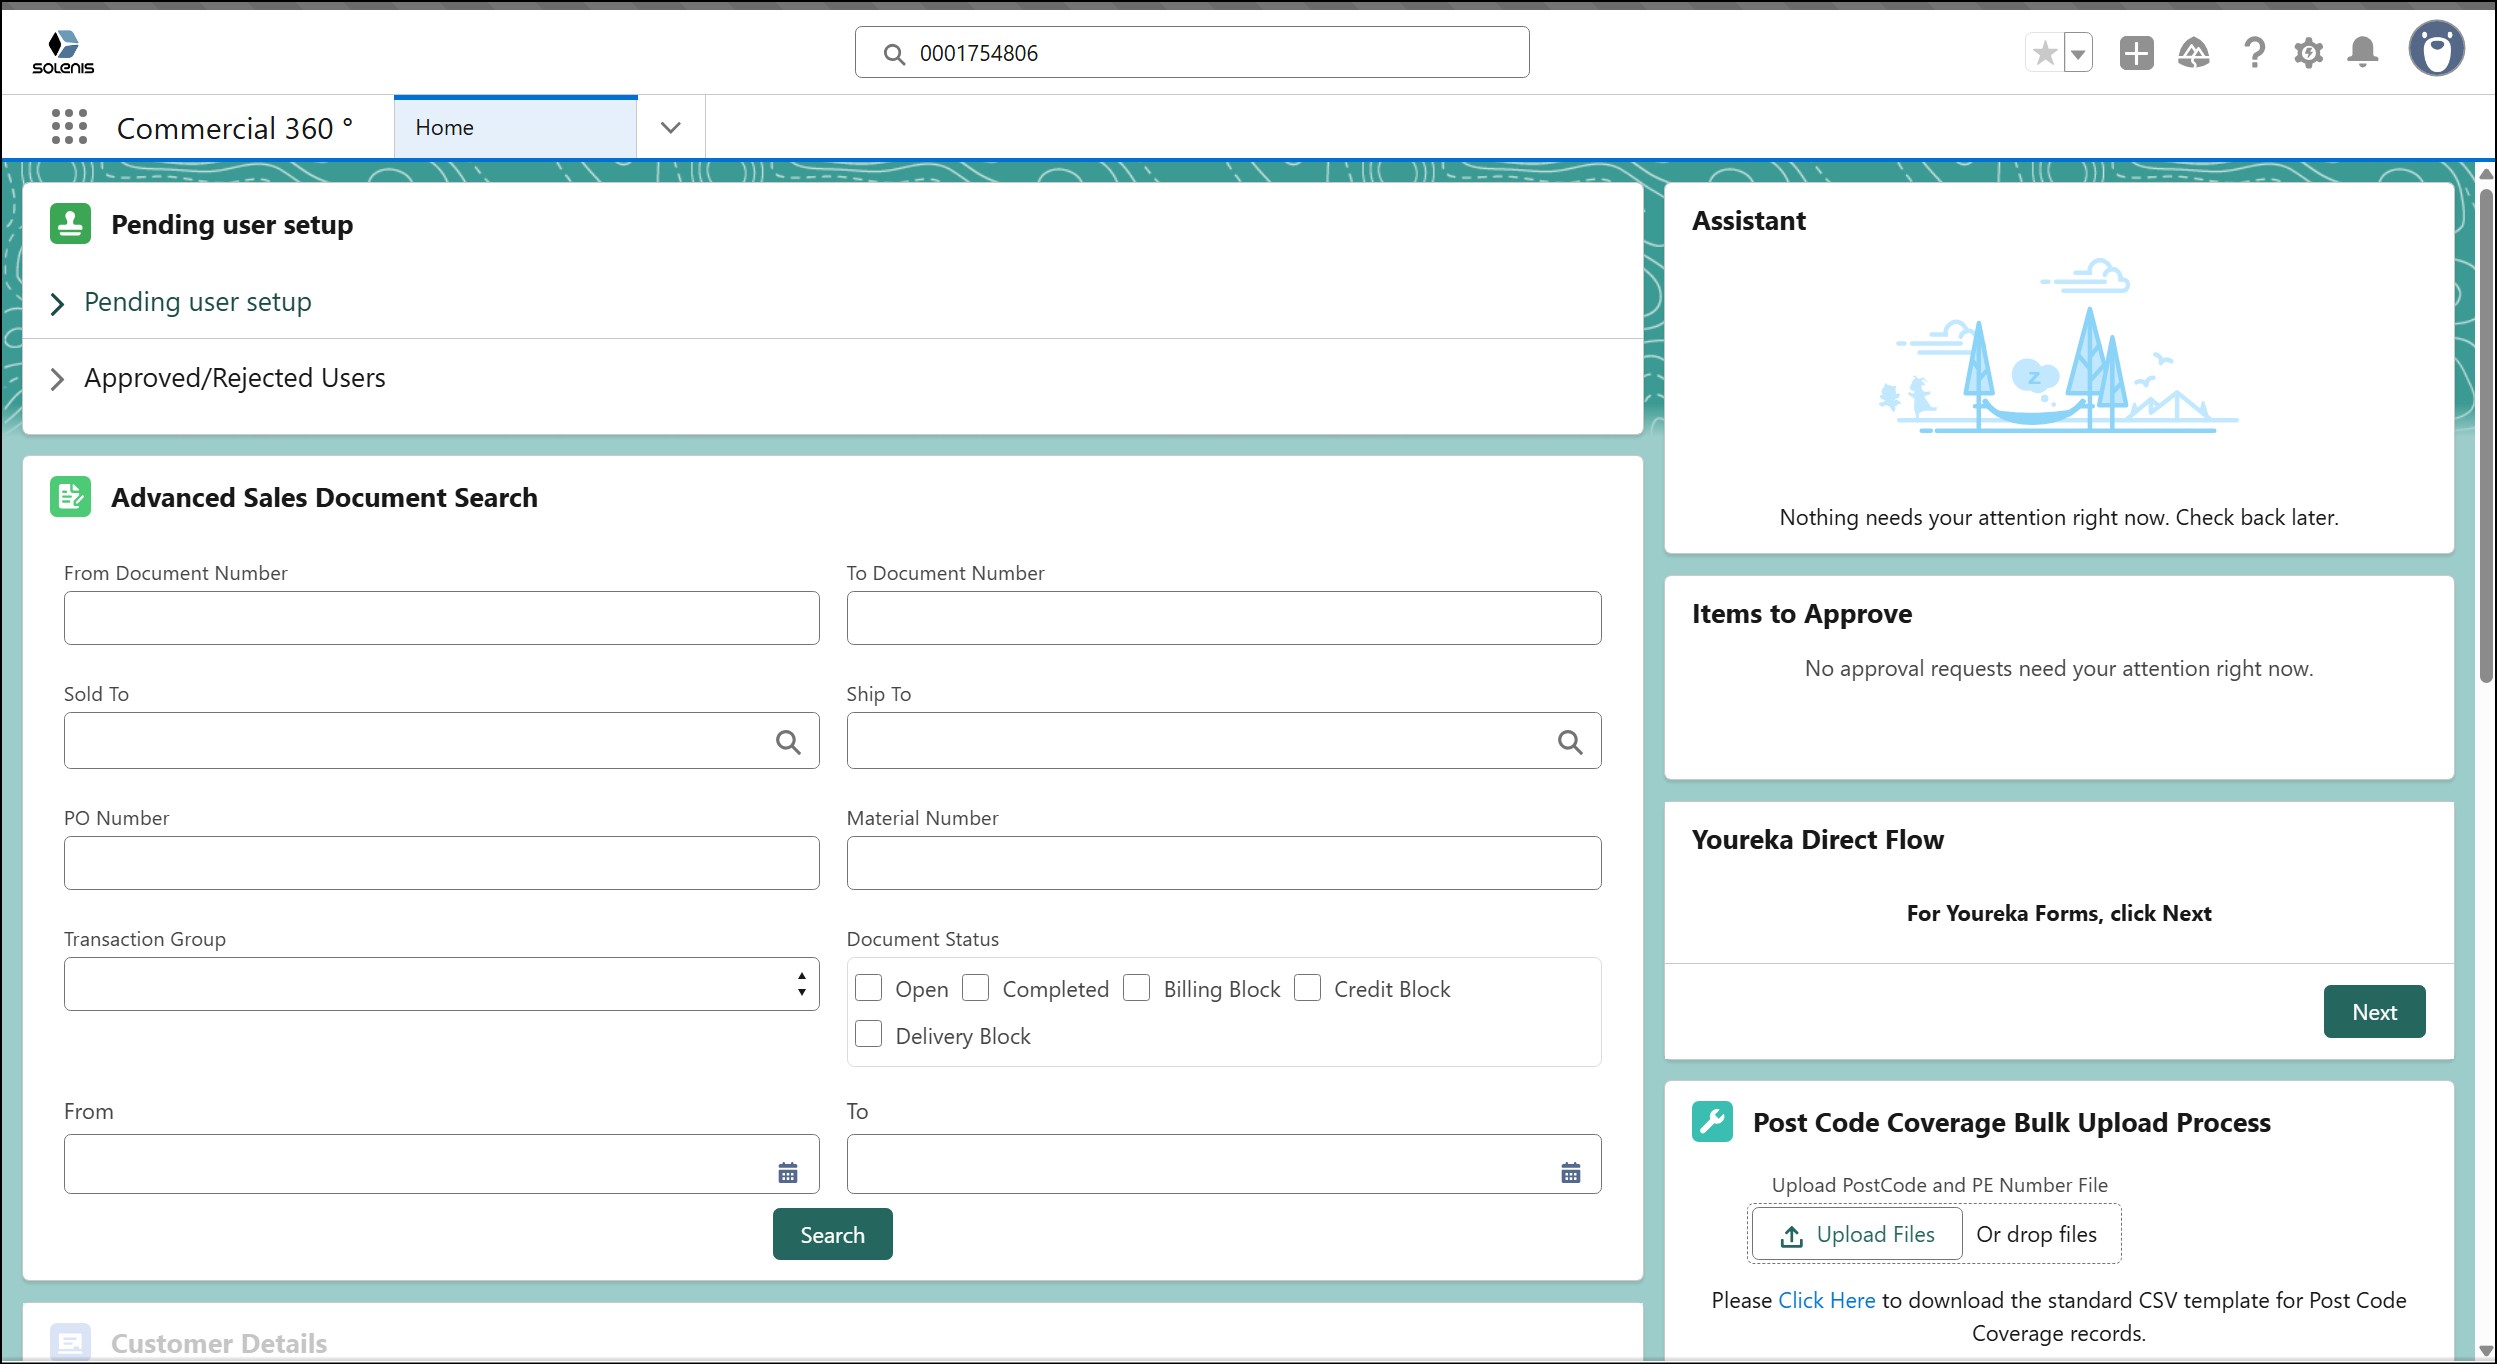 SOLENIS
0001754806
Commercial 360 °
Home
Pending user setup
Pending user setup
Approved/Rejected Users
Advanced Sales Document Search
From Document Number
To Document Number
Sold To
Ship To
PO Number
Material Number
Transaction Group
Document Status
Open
Completed
Billing Block
Credit Block
Delivery Block
From
To
Search
Customer Details
Assistant
z
Nothing needs your attention right now. Check back later.
Items to Approve
No approval requests need your attention right now.
Youreka Direct Flow
For Youreka Forms, click Next
Next
Post Code Coverage Bulk Upload Process
Upload PostCode and PE Number File
Upload Files
Or drop files
Please Click Here to download the standard CSV template for Post Code
Coverage records.